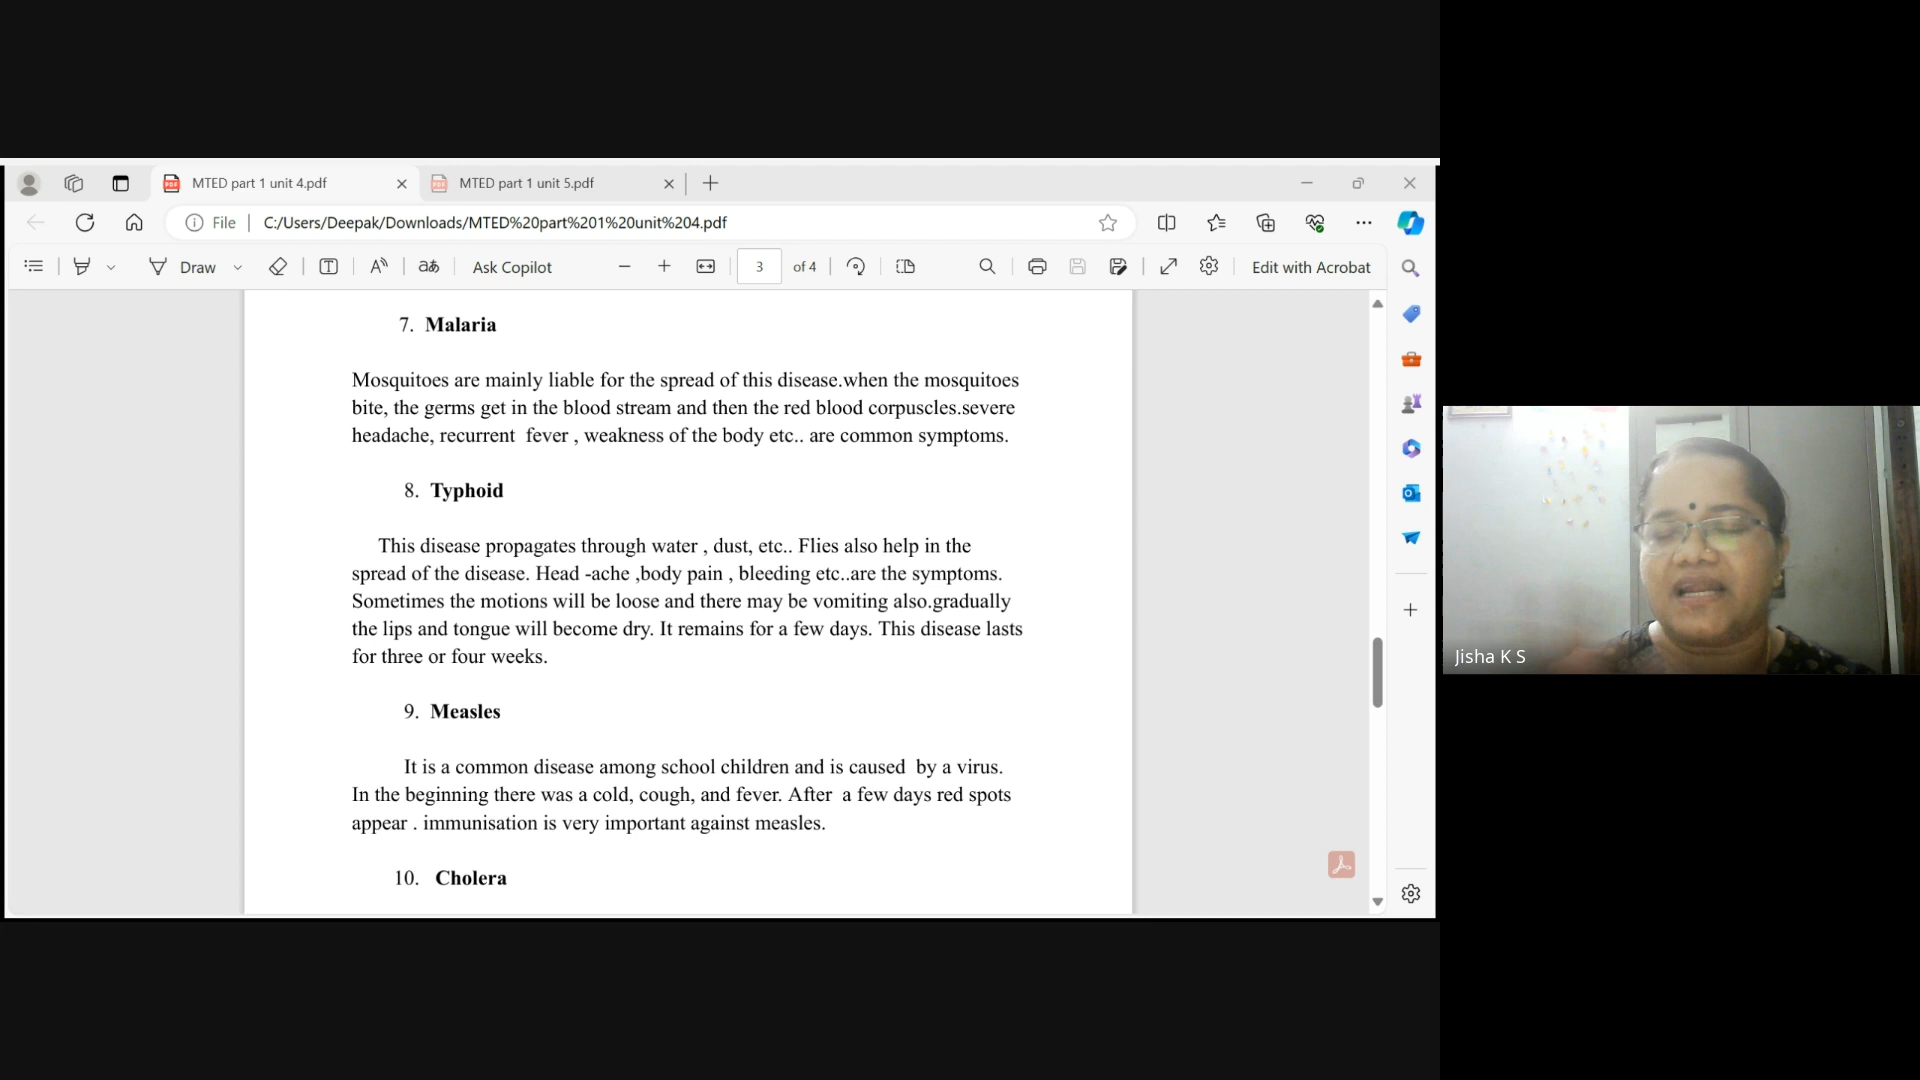 MTED part 1 unit 4.pdf
MTED part 1 unit 5.pdf
File
C:/Users/Deepak/Downloads/MTED%20part%201%20unit%204.pdf
Draw
Ask Copilot
3
of 4
Edit with Acrobat
7. Malaria
Mosquitoes are mainly liable for the spread of this disease.when the mosquitoes
bite, the germs get in the blood stream and then the red blood corpuscles.severe
headache, recurrent  fever , weakness of the body etc.. are common symptoms.
8. Typhoid
This disease propagates through water , dust, etc.. Flies also help in the
spread of the disease. Head -ache ,body pain , bleeding etc..are the symptoms.
Sometimes the motions will be loose and there may be vomiting also.gradually
the lips and tongue will become dry. It remains for a few days. This disease lasts
for three or four weeks.
9. Measles
It is a common disease among school children and is caused  by a virus.
In the beginning there was a cold, cough, and fever. After  a few days red spots
appear . immunisation is very important against measles.
10. Cholera
Jisha K S